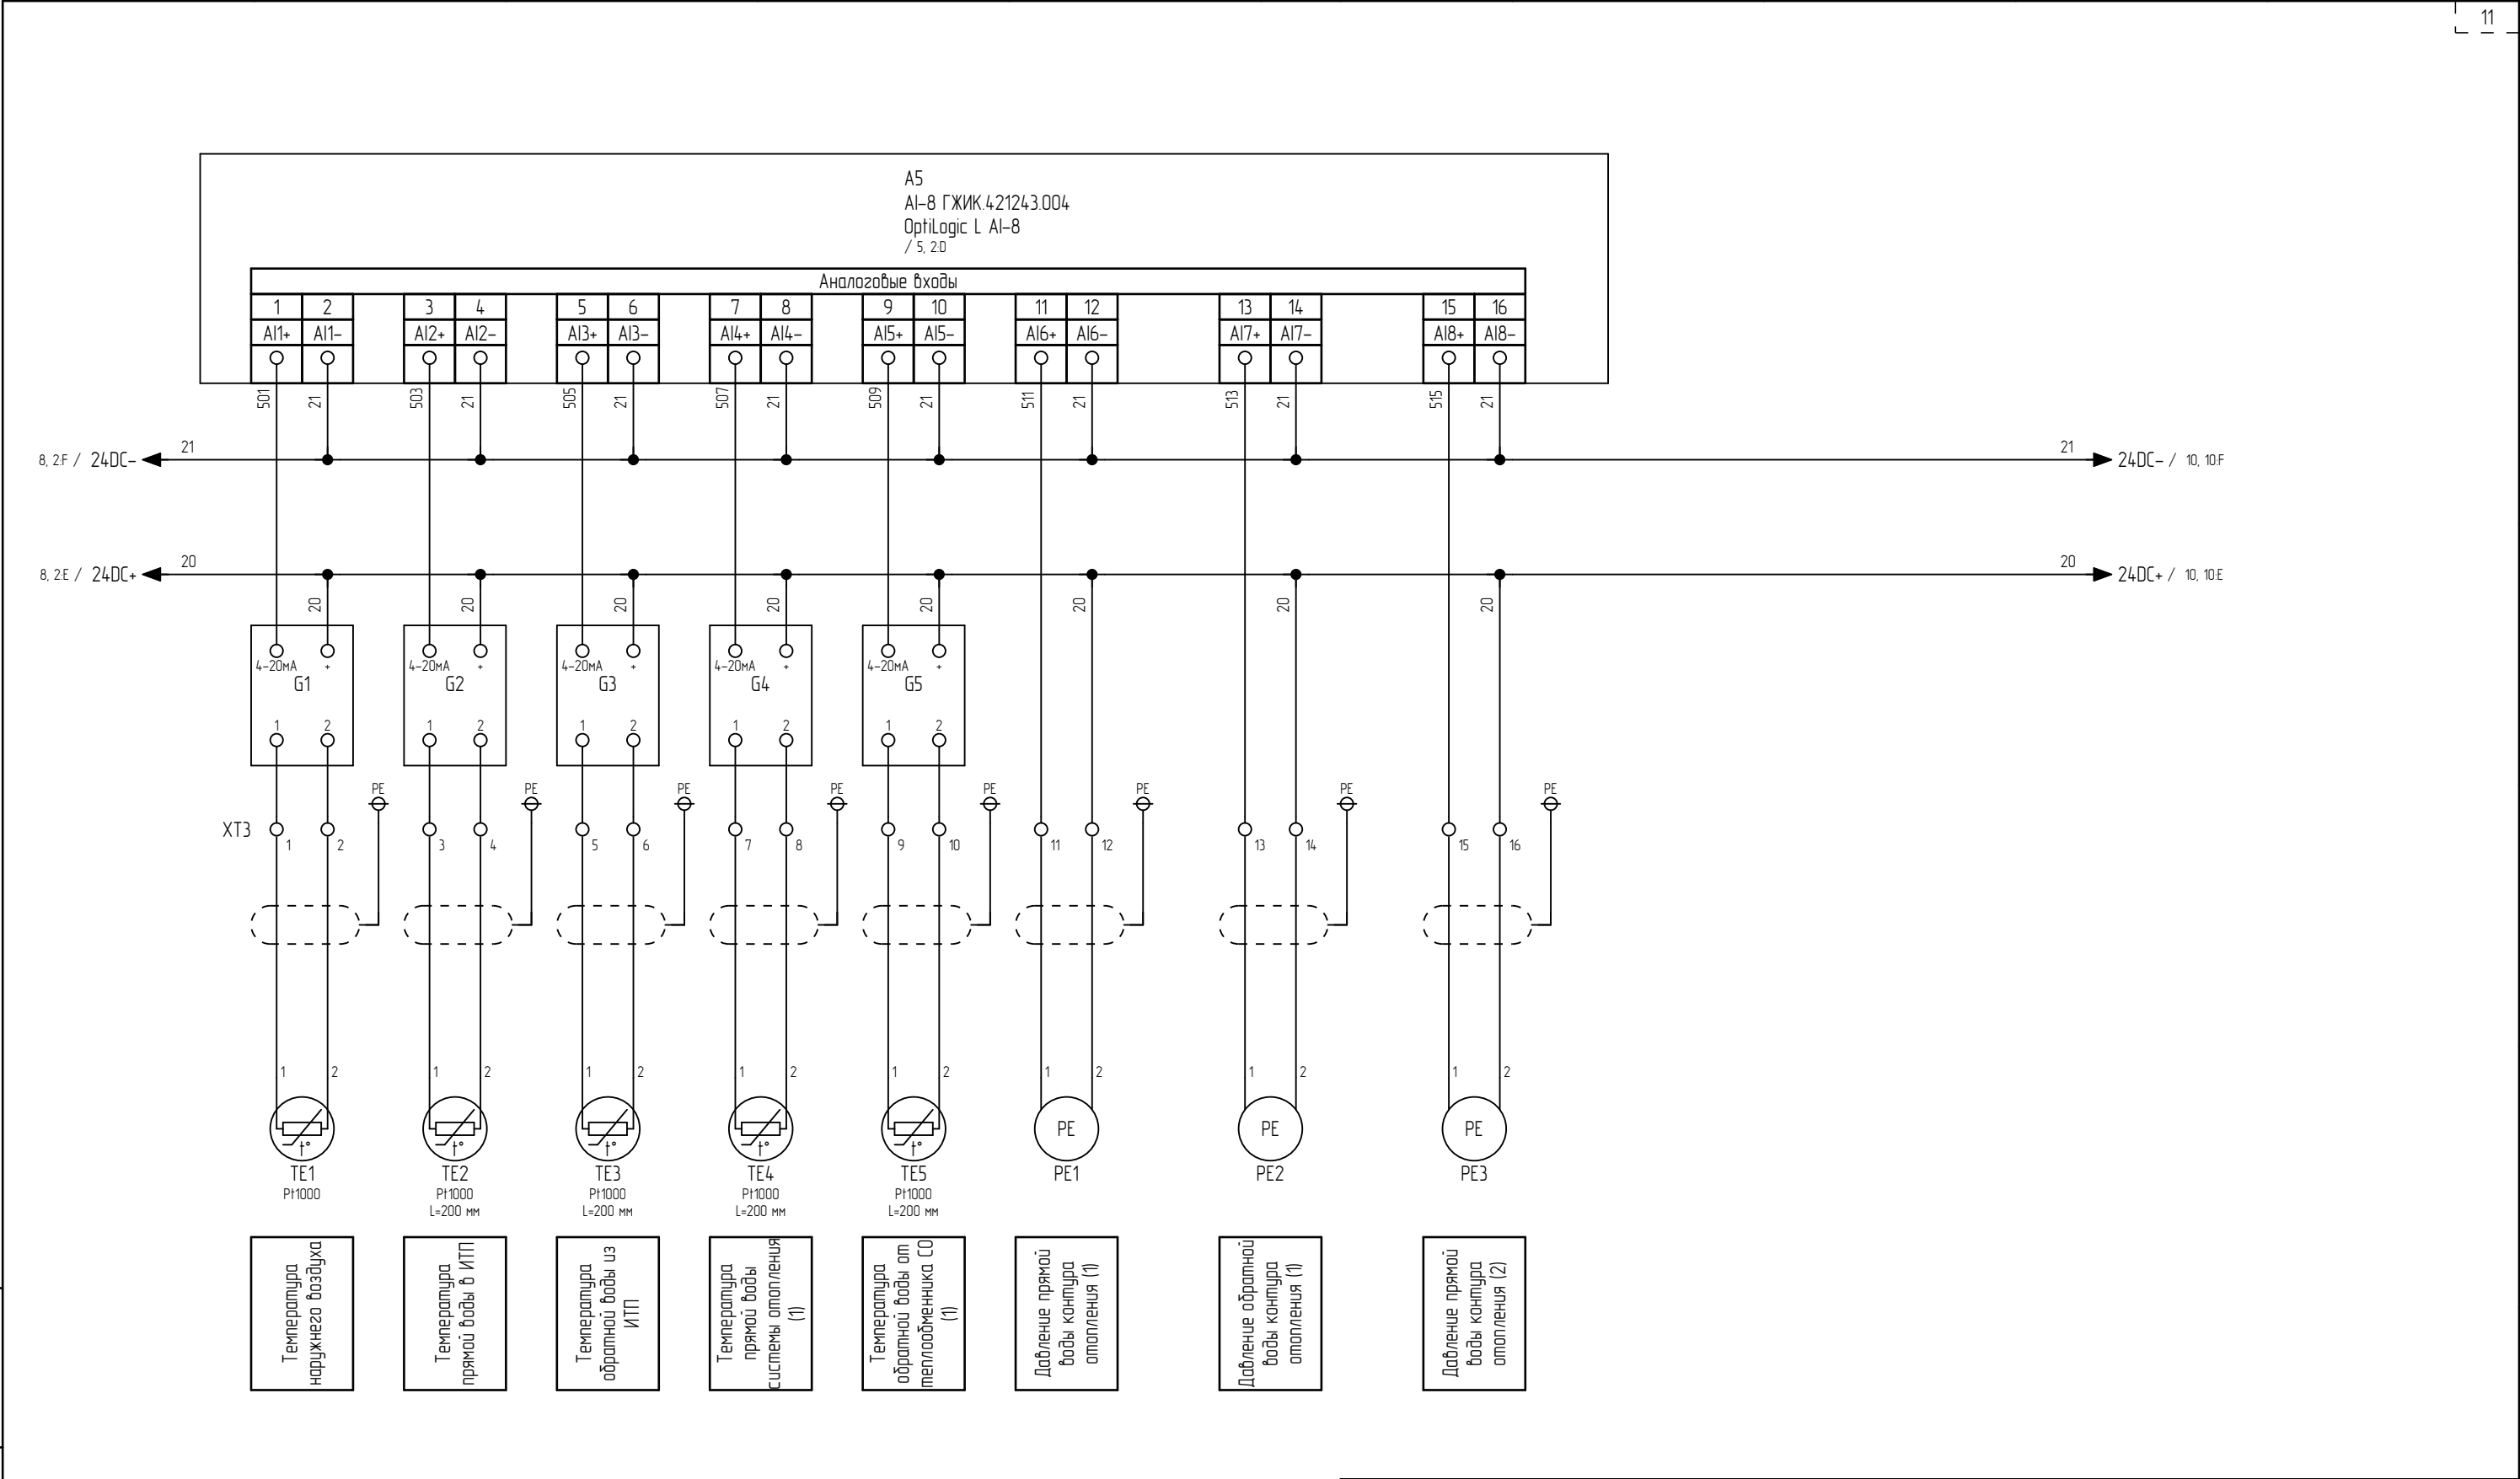 11
A5
AI-8 ГЖИК.421243.004
OptiLogic L AI-8
/ 5, 2:D
Аналоговые входы
1 2 3 4 5 6 7 8 9 10 11 12 13 14 15 16
AI1+ AI1- AI2+ AI2- AI3+ AI3- AI4+ AI4- AI5+ AI5- AI6+ AI6- AI7+ AI7- AI8+ AI8-
501 21 503 21 505 21 507 21 509 21 511 21 513 21 515 21
21 21
8, 2:F / 24DC- 24DC- / 10, 10:F
20 20
8, 2:E / 24DC+ 24DC+ / 10, 10:E
20 20 20 20 20 20 20 20
4-20мА + 4-20мА + 4-20мА + 4-20мА + 4-20мА +
G1 G2 G3 G4 G5
1 2 1 2 1 2 1 2 1 2
PE PE PE PE PE PE PE PE
XT3
1 2 3 4 5 6 7 8 9 10 11 12 13 14 15 16
1 2 1 2 1 2 1 2 1 2 1 2 1 2 1 2
PE PE PE
t° t° t° t° t°
TE1 TE2 TE3 TE4 TE5 PE1 PE2 PE3
Pt1000 Pt1000 Pt1000 Pt1000 Pt1000
L=200 мм L=200 мм L=200 мм L=200 мм
Температура
наружнего воздуха
Температура
прямой воды в ИТП
Температура
обратной воды из
ИТП
Температура
прямой воды
системы отопления
(1)
Температура
обратной воды от
теплообменника СО
(1)
Давление прямой
воды контура
отопления (1)
Давление обратной
воды контура
отопления (1)
Давление прямой
воды контура
отопления (2)